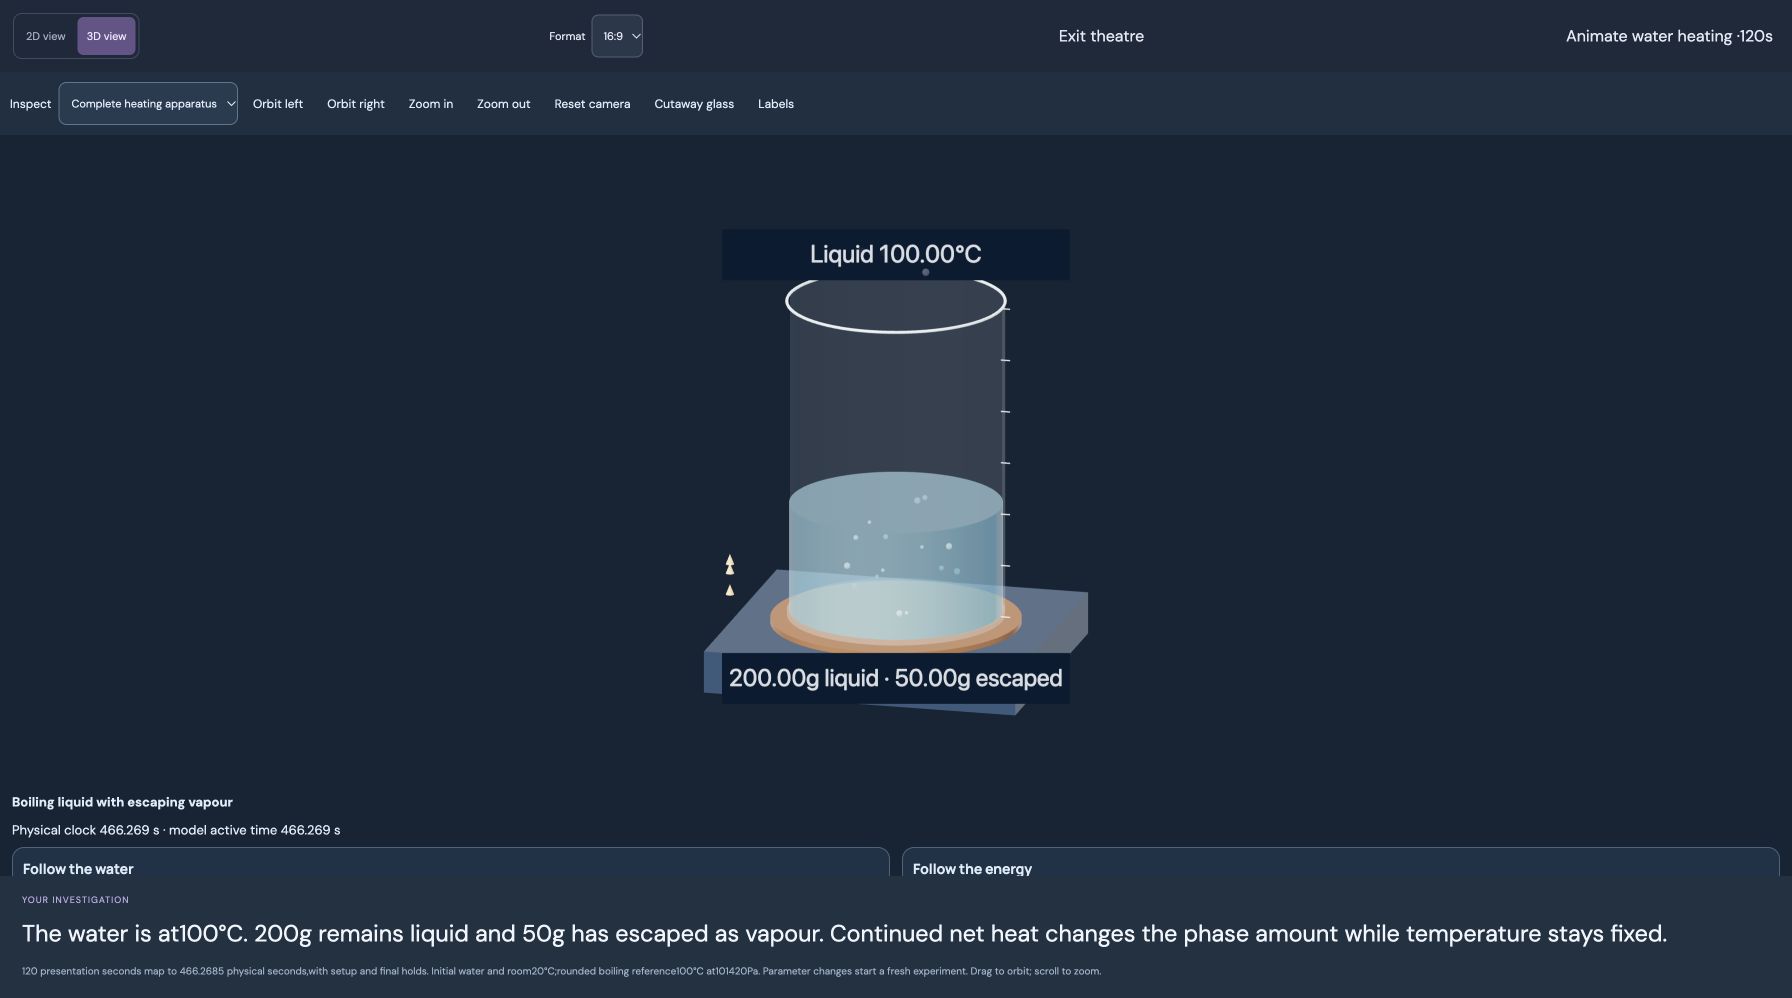 2D view 3D view Format 16:9 Exit theatre Animate water heating ·120s
Inspect Complete heating apparatus Orbit left Orbit right Zoom in Zoom out Reset camera Cutaway glass Labels
Liquid 100.00°C
200.00g liquid · 50.00g escaped
Boiling liquid with escaping vapour
Physical clock 466.269 s · model active time 466.269 s
Follow the water Follow the energy
YOUR INVESTIGATION
The water is at100°C. 200g remains liquid and 50g has escaped as vapour. Continued net heat changes the phase amount while temperature stays fixed.
120 presentation seconds map to 466.2685 physical seconds,with setup and final holds. Initial water and room20°C;rounded boiling reference100°C at101420Pa. Parameter changes start a fresh experiment. Drag to orbit; scroll to zoom.